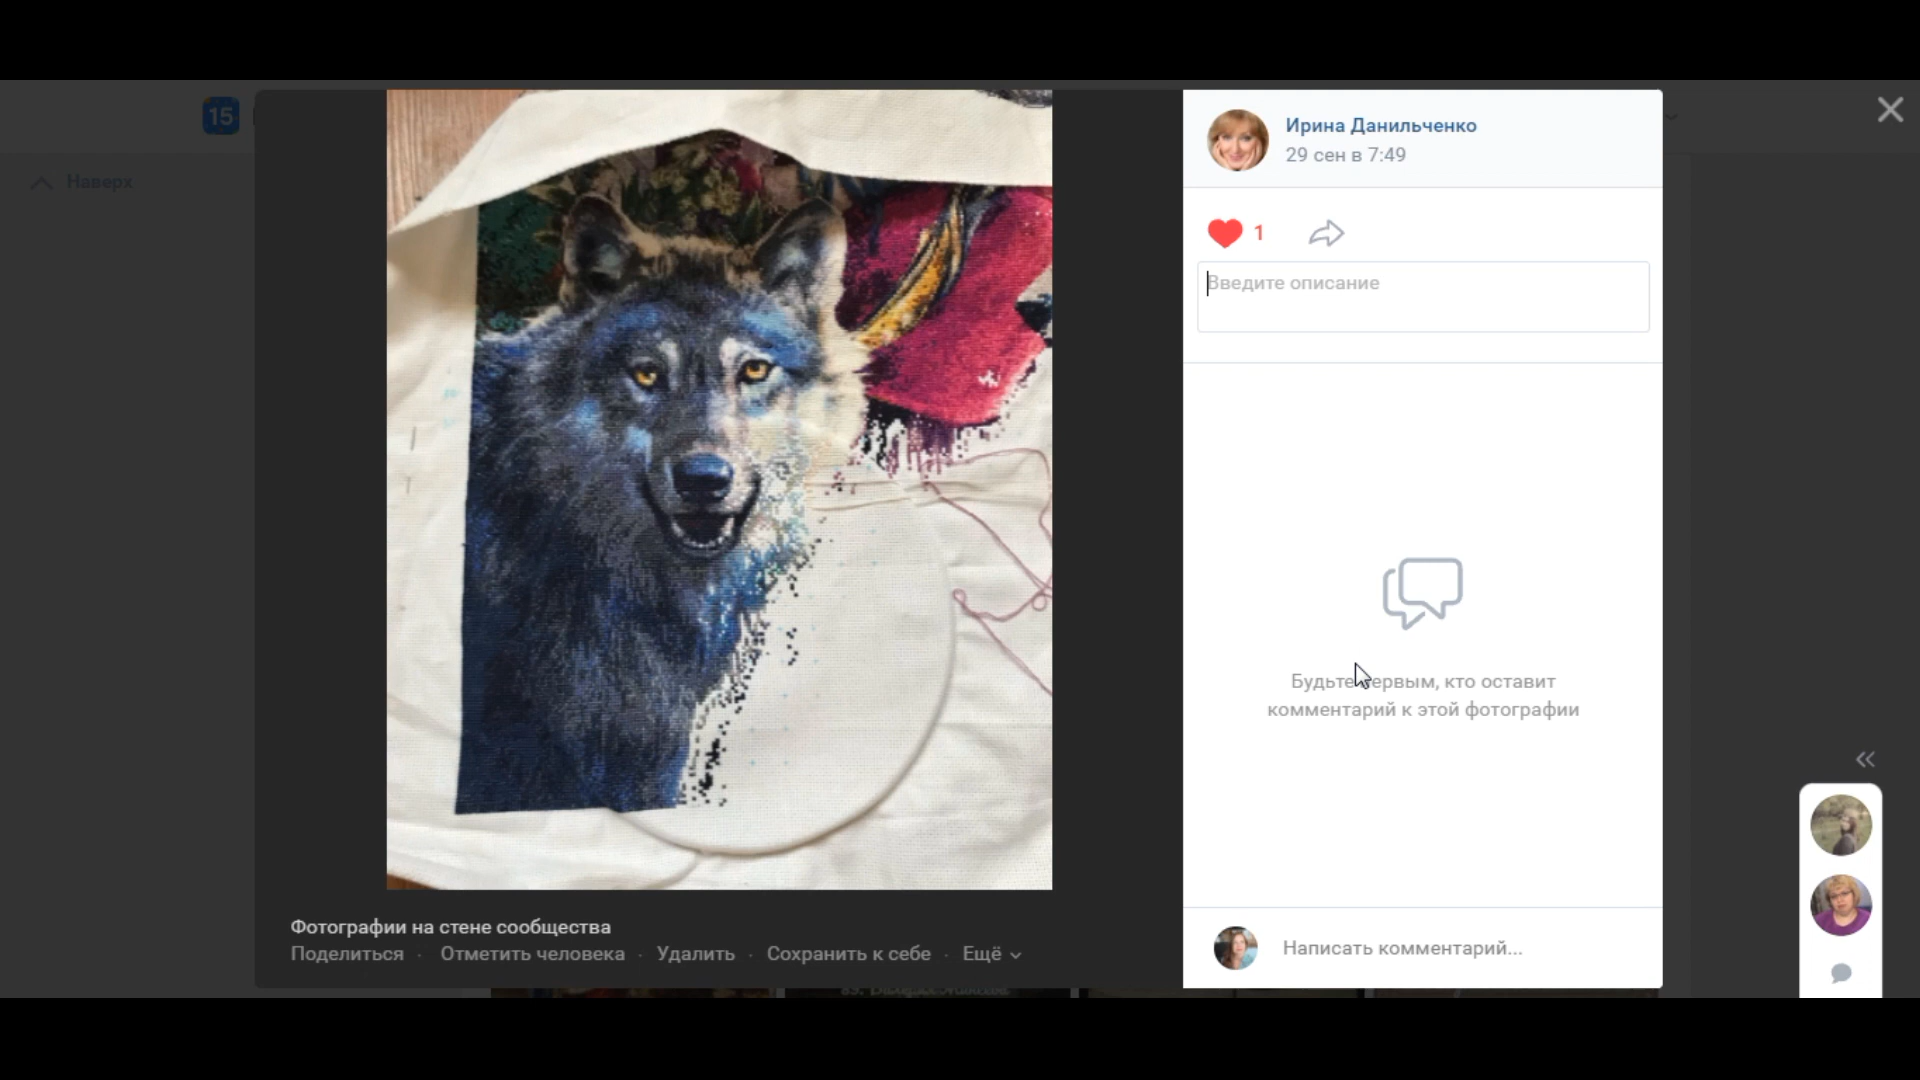 15
Наверх
Ирина Данильченко
29 сен в 7:49
1
Введите описание
Будьте первым, кто оставит
комментарий к этой фотографии
Фотографии на стене сообщества
Поделиться · Отметить человека · Удалить · Сохранить к себе · Ещё
Написать комментарий...